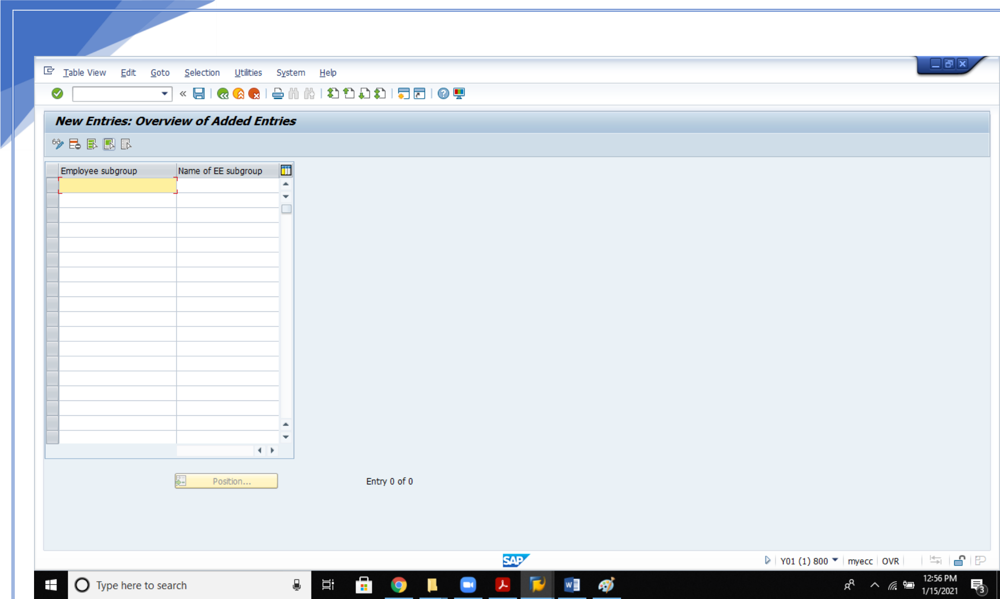 Table View Edit Goto Selection Utilities System Help
New Entries: Overview of Added Entries
Employee subgroup Name of EE subgroup
Position...
Entry 0 of 0
SAP
Y01 (1) 800 myecc OVR
Type here to search
W
12:56 PM
1/15/2021
3